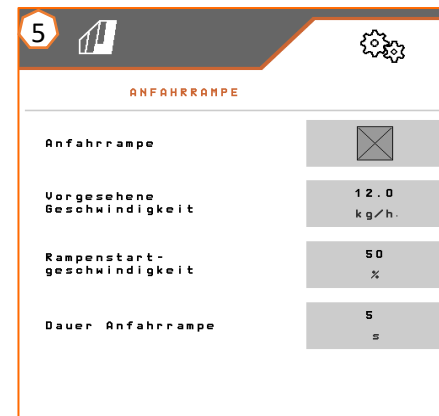 5
ANFAHRRAMPE
Anfahrrampe
Vorgesehene
Geschwindigkeit
12.0
kg/h.
Rampenstart-
geschwindigkeit
50
%
Dauer Anfahrrampe
5
s